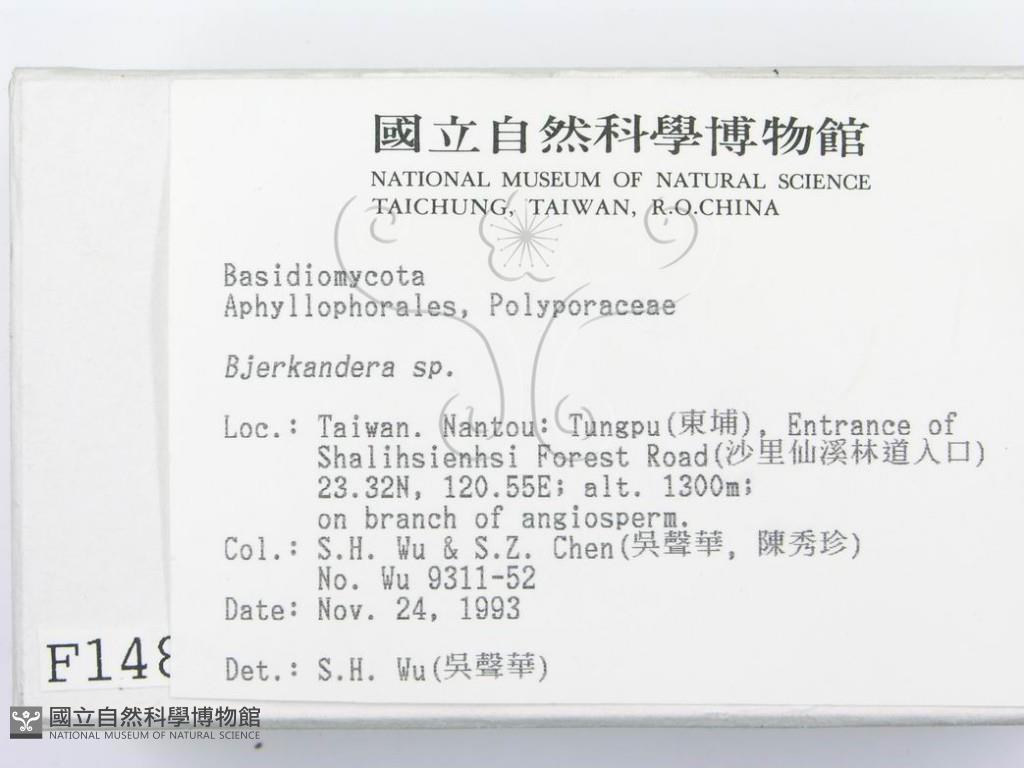 國立自然科學博物館
NATIONAL MUSEUM OF NATURAL SCIENCE
TAICHUNG, TAIWAN, R.O.CHINA
Basidiomycota
Aphyllophorales, Polyporaceae
Bjerkandera sp.
Loc.: Taiwan. Nantou: Tungpu(東埔), Entrance of
Shalihsienhsi Forest Road(沙里仙溪林道入口)
23.32N, 120.55E; alt. 1300m;
on branch of angiosperm.
Col.: S.H. Wu & S.Z. Chen(吳聲華, 陳秀珍)
No. Wu 9311-52
Date: Nov. 24, 1993
Det.: S.H. Wu(吳聲華)
F148
國立自然科學博物館
NATIONAL MUSEUM OF NATURAL SCIENCE